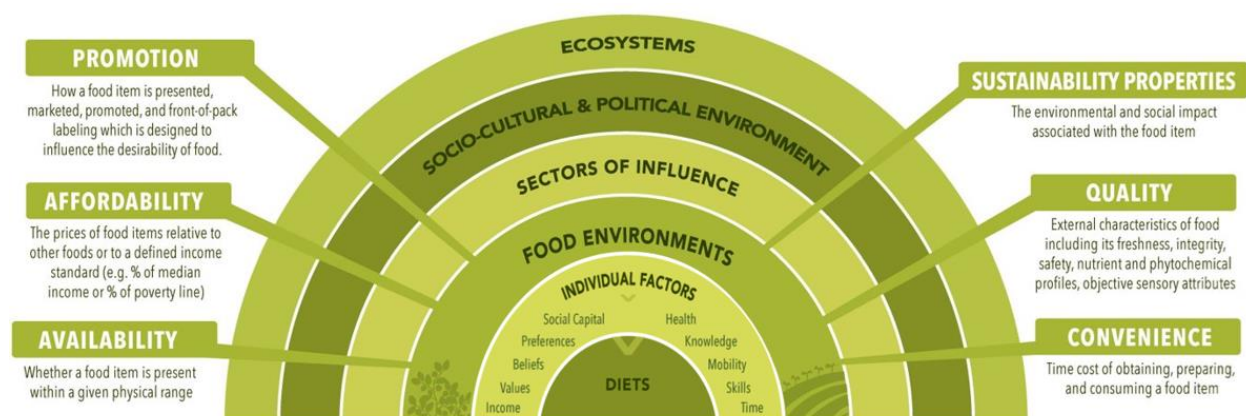 PROMOTION
How a food item is presented,
marketed, promoted, and front-of-pack
labeling which is designed to
influence the desirability of food.
AFFORDABILITY
The prices of food items relative to
other foods or to a defined income
standard (e.g. % of median
income or % of poverty line)
AVAILABILITY
Whether a food item is present
within a given physical range
ECOSYSTEMS
SOCIO-CULTURAL & POLITICAL ENVIRONMENT
SECTORS OF INFLUENCE
FOOD ENVIRONMENTS
INDIVIDUAL FACTORS
Social Capital
Preferences
Beliefs
Values
Income
Health
Knowledge
Mobility
Skills
Time
DIETS
SUSTAINABILITY PROPERTIES
The environmental and social impact
associated with the food item
QUALITY
External characteristics of food
including its freshness, integrity,
safety, nutrient and phytochemical
profiles, objective sensory attributes
CONVENIENCE
Time cost of obtaining, preparing,
and consuming a food item